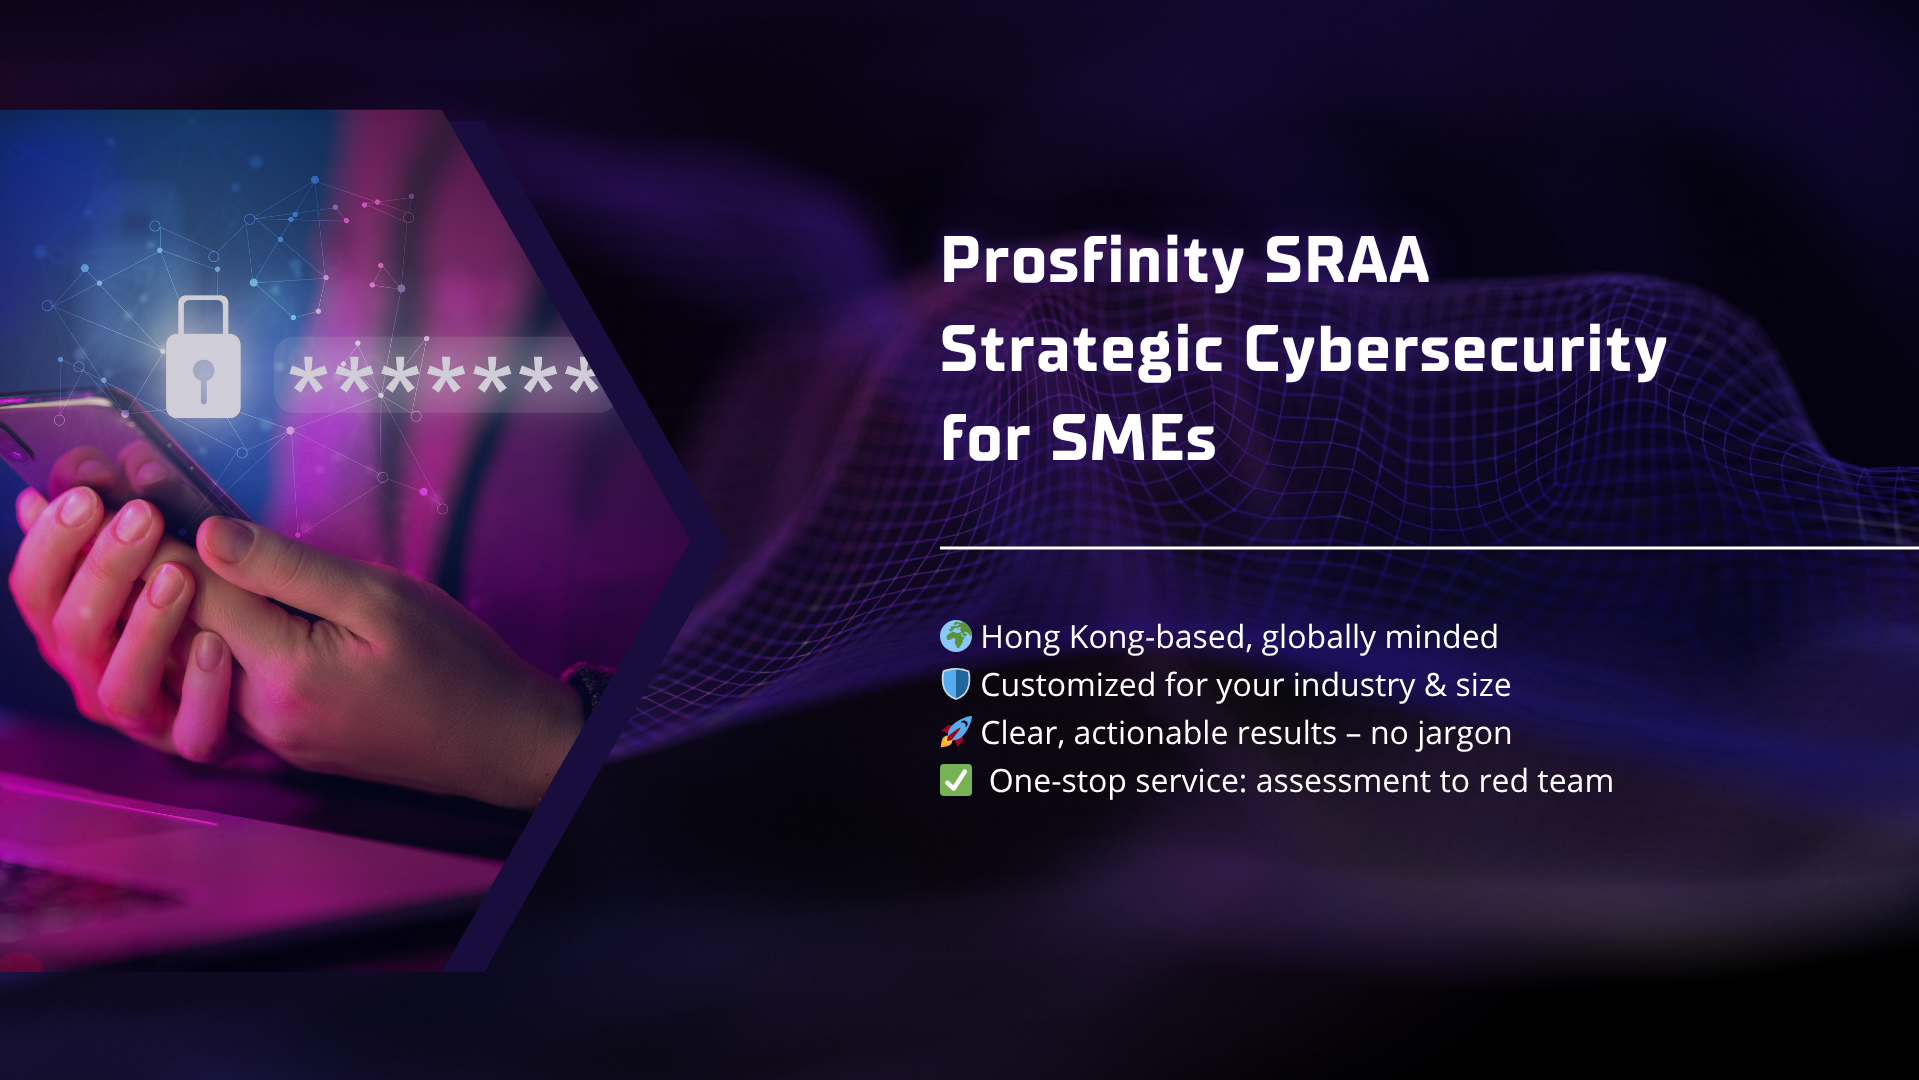 *******
Prosfinity SRAA
Strategic Cybersecurity
for SMEs
🌍 Hong Kong-based, globally minded
🛡️ Customized for your industry & size
🚀 Clear, actionable results – no jargon
✅ One-stop service: assessment to red team